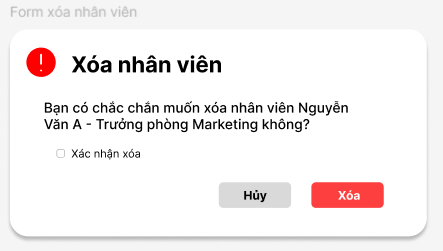 Form xóa nhân viên
Xóa nhân viên
Bạn có chắc chắn muốn xóa nhân viên Nguyễn
Văn A - Trưởng phòng Marketing không?
Xác nhận xóa
Hủy
Xóa